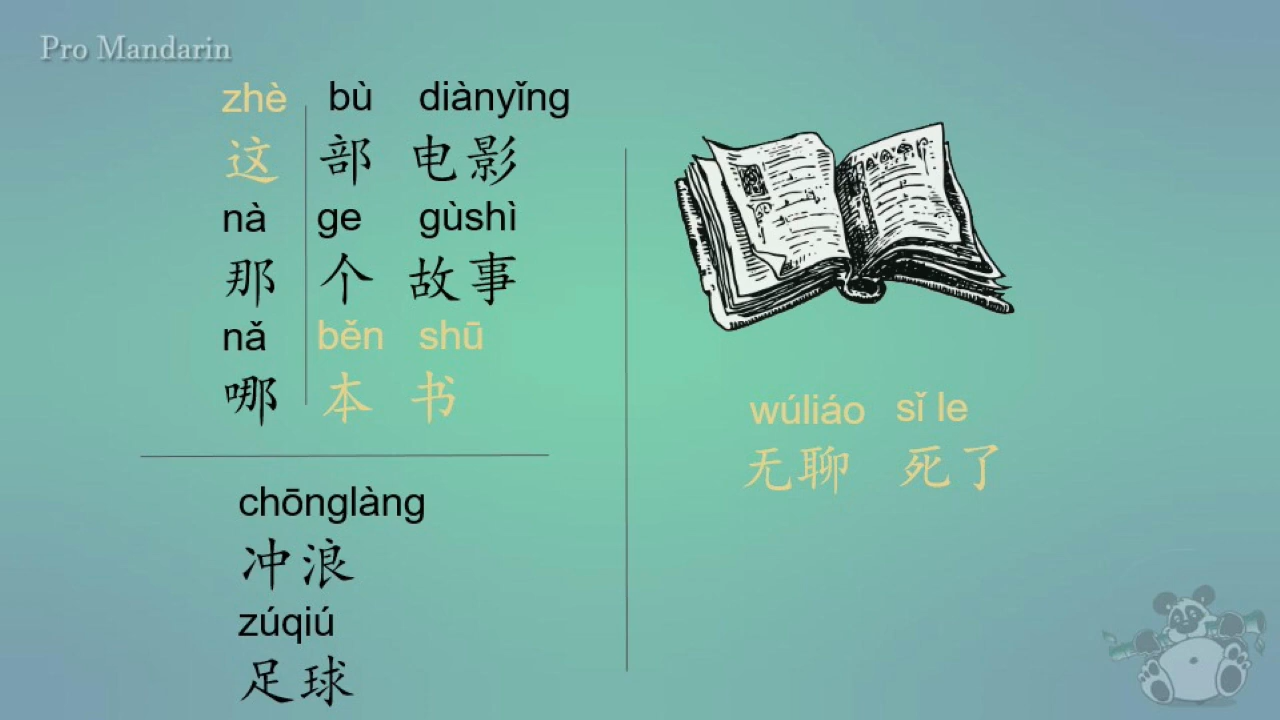 Pro Mandarin
zhè bù diànyǐng
这 部 电影
nà ge gùshì
那 个 故事
nǎ běn shū
哪 本 书
chōnglàng
冲浪
zúqiú
足球
wúliáo sǐ le
无聊 死了